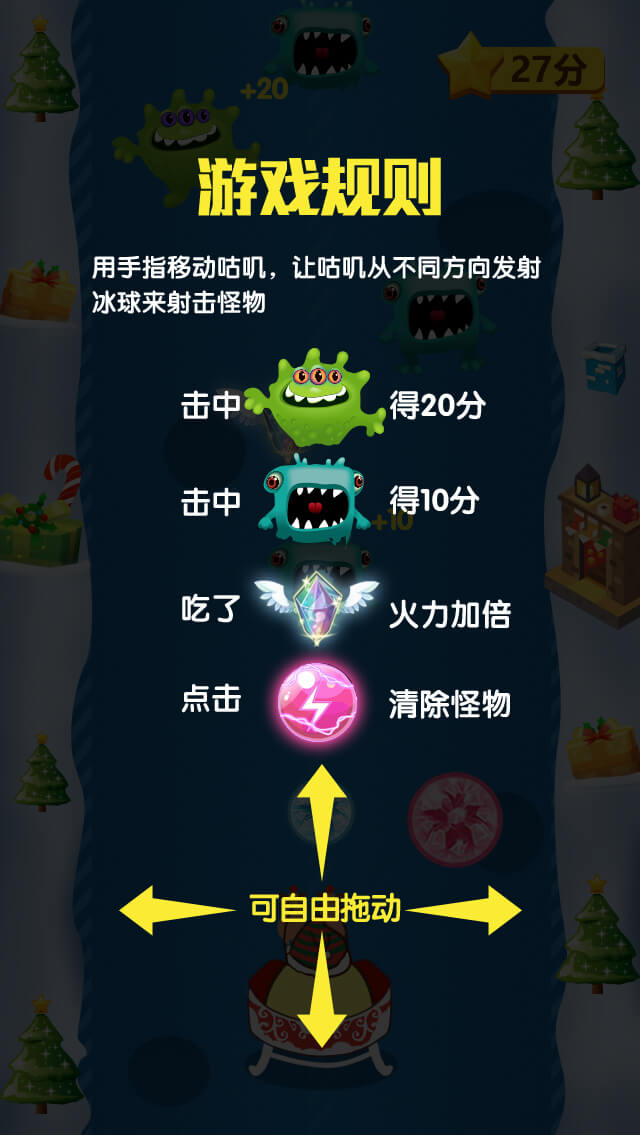 27分
+20
游戏规则
用手指移动咕叽，让咕叽从不同方向发射
冰球来射击怪物
击中 得20分
击中 得10分
+10
吃了 火力加倍
点击 清除怪物
可自由拖动